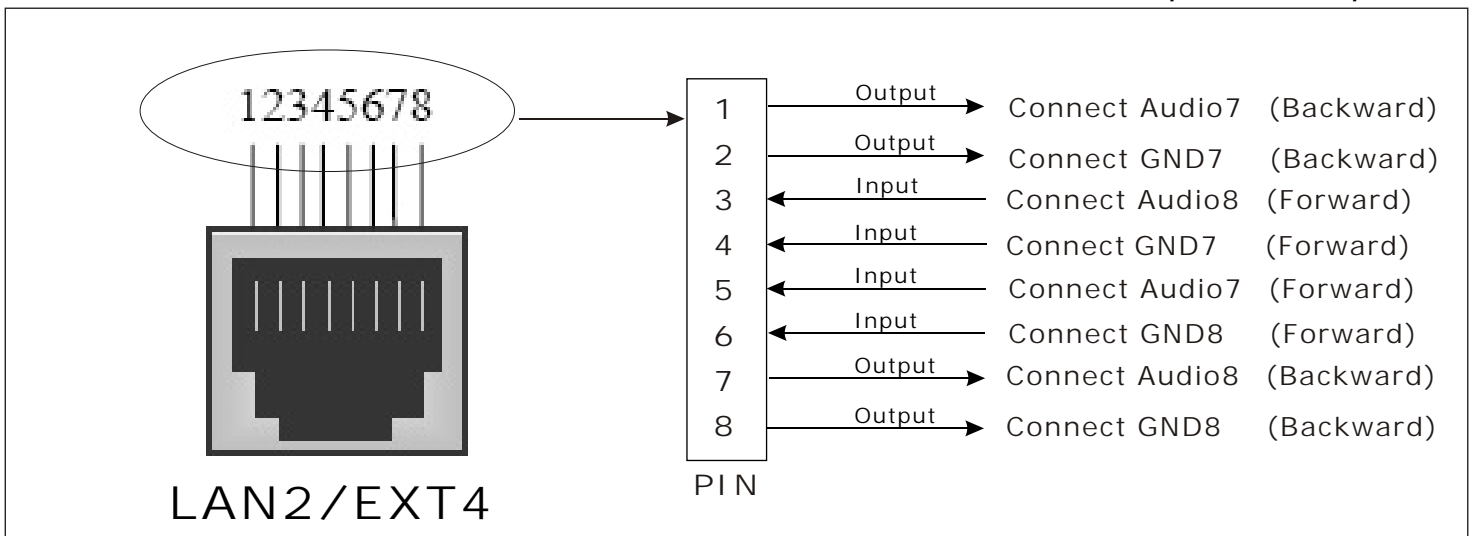 12345678
1 Output Connect Audio7 (Backward)
2 Output Connect GND7 (Backward)
3 Input Connect Audio8 (Forward)
4 Input Connect GND7 (Forward)
5 Input Connect Audio7 (Forward)
6 Input Connect GND8 (Forward)
7 Output Connect Audio8 (Backward)
8 Output Connect GND8 (Backward)
PIN
LAN2/EXT4